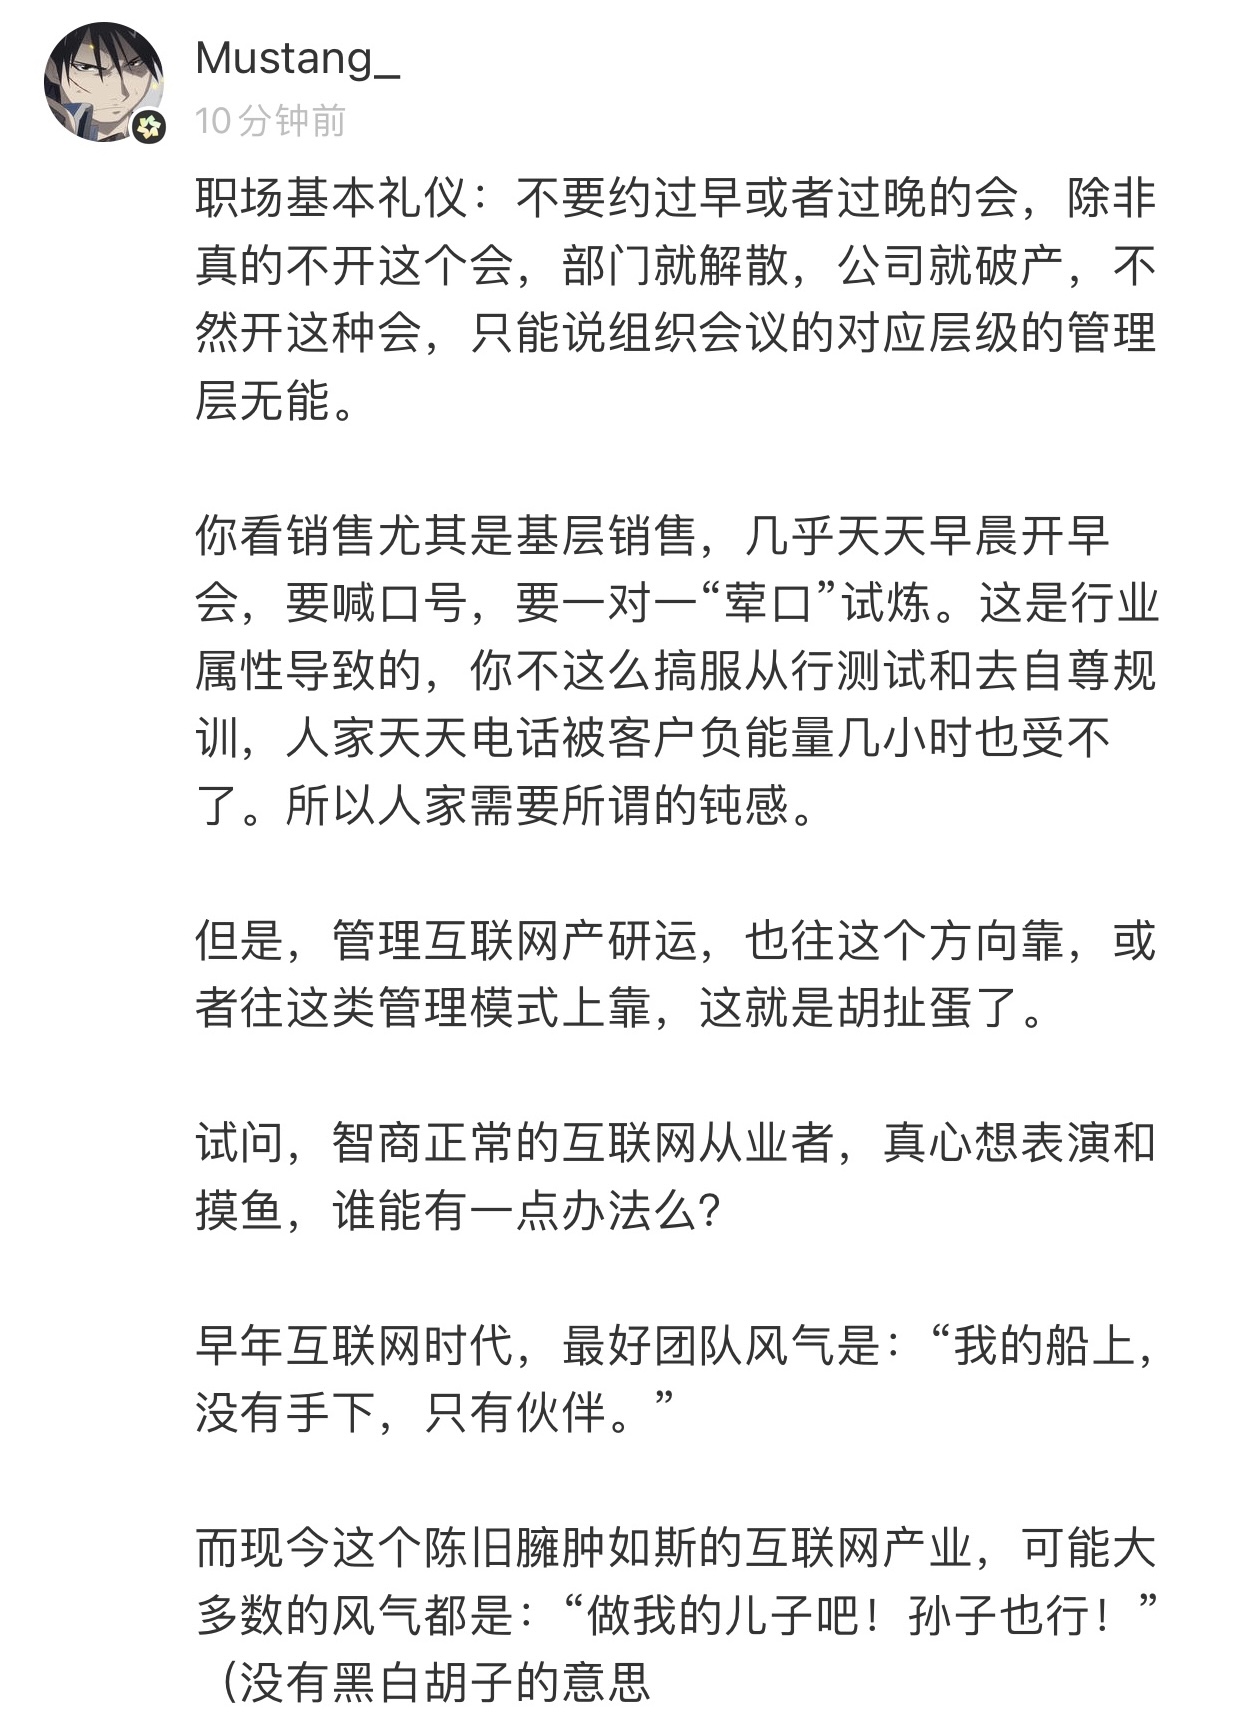 Mustang_
10分钟前
职场基本礼仪：不要约过早或者过晚的会，除非
真的不开这个会，部门就解散，公司就破产，不
然开这种会，只能说组织会议的对应层级的管理
层无能。
你看销售尤其是基层销售，几乎天天早晨开早
会，要喊口号，要一对一“荤口”试炼。这是行业
属性导致的，你不这么搞服从行测试和去自尊规
训，人家天天电话被客户负能量几小时也受不
了。所以人家需要所谓的钝感。
但是，管理互联网产研运，也往这个方向靠，或
者往这类管理模式上靠，这就是胡扯蛋了。
试问，智商正常的互联网从业者，真心想表演和
摸鱼，谁能有一点办法么？
早年互联网时代，最好团队风气是：“我的船上，
没有手下，只有伙伴。”
而现今这个陈旧臃肿如斯的互联网产业，可能大
多数的风气都是：“做我的儿子吧！孙子也行！”
（没有黑白胡子的意思